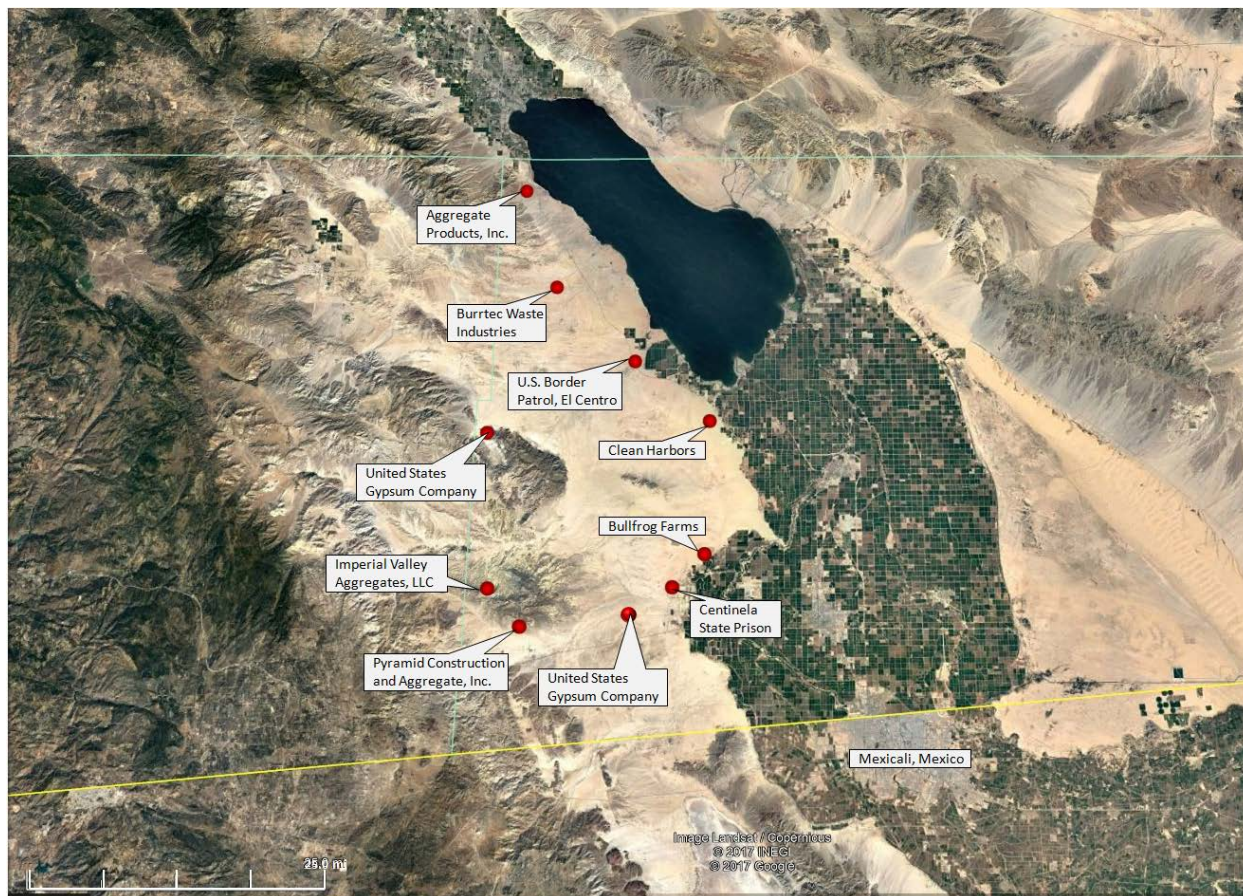 Aggregate
Products, Inc.
Burrtec Waste
Industries
U.S. Border
Patrol, El Centro
Clean Harbors
United States
Gypsum Company
Bullfrog Farms
Imperial Valley
Aggregates, LLC
Centinela
State Prison
Pyramid Construction
and Aggregate, Inc.
United States
Gypsum Company
Mexicali, Mexico
Image Landsat / Copernicus
© 2017 INEGI
© 2017 Google
25.0 mi